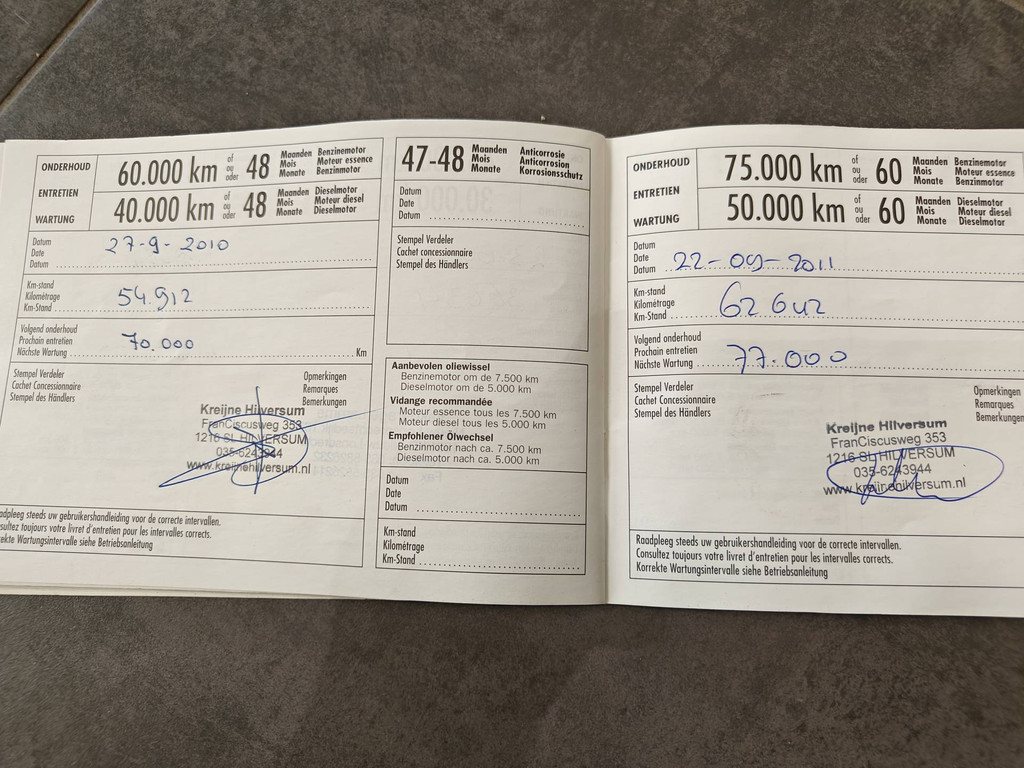 ONDERHOUD
ENTRETIEN
WARTUNG
60.000 km of ou oder 48 Maanden Mois Monate Benzinemotor Moteur essence Benzinmotor
40.000 km of ou oder 48 Maanden Mois Monate Dieselmotor Moteur diesel Dieselmotor
Datum
Date
Datum
27-9-2010
Km-stand
Kilométrage
Km-Stand
54.912
Volgend onderhoud
Prochain entretien
Nächste Wartung
70.000
Km
Stempel Verdeler
Cachet Concessionnaire
Stempel des Händlers
Opmerkingen
Remarques
Bemerkungen
Kreijne Hilversum
FranCiscusweg 353
1216 SL HILVERSUM
035-6243944
www.kreijnehilversum.nl
aadpleeg steeds uw gebruikershandleiding voor de correcte intervallen.
sultez toujours votre livret d'entretien pour les intervalles corrects.
rekte Wartungsintervalle siehe Betriebsanleitung
47-48 Maanden Mois Monate Anticorrosie Anticorrosion Korrosionsschutz
Datum
Date
Datum
Stempel Verdeler
Cachet concessionnaire
Stempel des Händlers
Aanbevolen oliewissel
Benzinemotor om de 7.500 km
Dieselmotor om de 5.000 km
Vidange recommandée
Moteur essence tous les 7.500 km
Moteur diesel tous les 5.000 km
Empfohlener Ölwechsel
Benzinmotor nach ca. 7.500 km
Dieselmotor nach ca. 5.000 km
Datum
Date
Datum
Km-stand
Kilométrage
Km-Stand
ONDERHOUD
ENTRETIEN
WARTUNG
75.000 km of ou oder 60 Maanden Mois Monate Benzinemotor Moteur essence Benzinmotor
50.000 km of ou oder 60 Maanden Mois Monate Dieselmotor Moteur diesel Dieselmotor
Datum
Date
Datum
22-09-2011
Km-stand
Kilométrage
Km-Stand
62642
Volgend onderhoud
Prochain entretien
Nächste Wartung
77.000
Stempel Verdeler
Cachet Concessionnaire
Stempel des Händlers
Opmerkingen
Remarques
Bemerkungen
Kreijne Hilversum
FranCiscusweg 353
1216 SL HILVERSUM
035-6243944
www.kreijnehilversum.nl
Raadpleeg steeds uw gebruikershandleiding voor de correcte intervallen.
Consultez toujours votre livret d'entretien pour les intervalles corrects.
Korrekte Wartungsintervalle siehe Betriebsanleitung